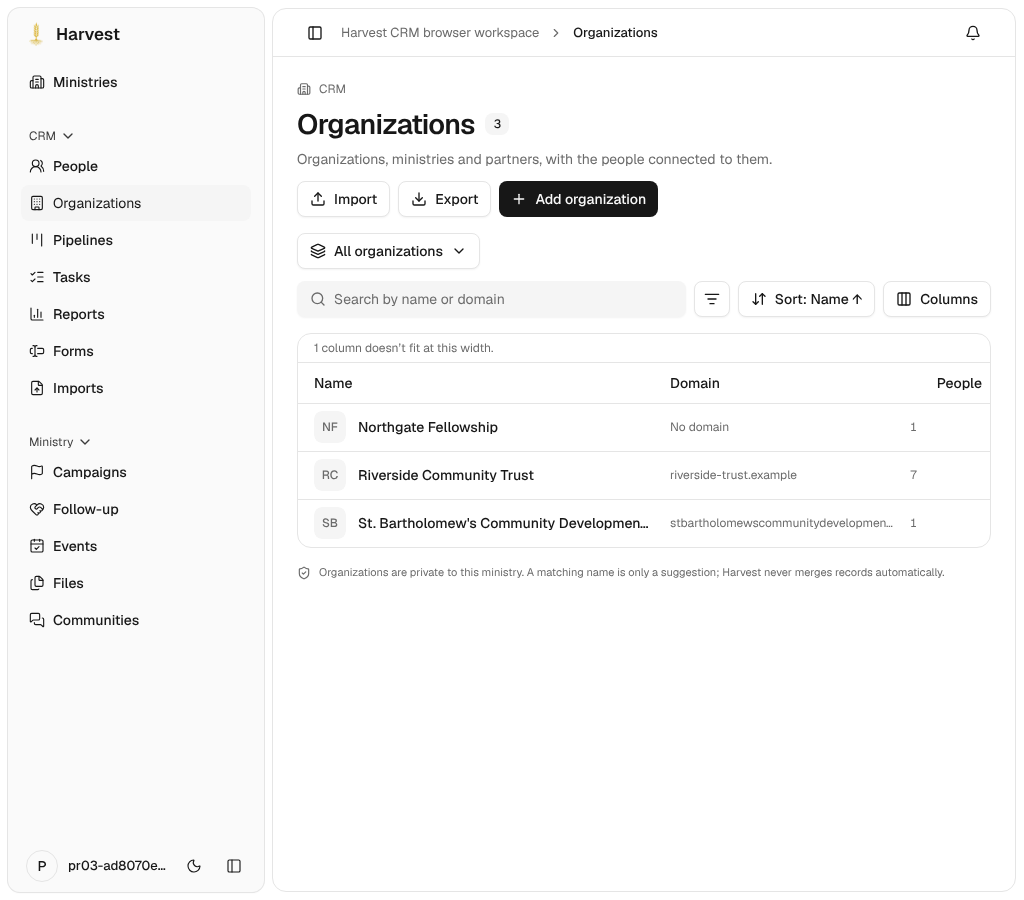 Harvest
Ministries
CRM
People
Organizations
Pipelines
Tasks
Reports
Forms
Imports
Ministry
Campaigns
Follow-up
Events
Files
Communities
P pr03-ad8070e…
Harvest CRM browser workspace > Organizations
CRM
Organizations 3
Organizations, ministries and partners, with the people connected to them.
Import Export + Add organization
All organizations
Search by name or domain Sort: Name ↑ Columns
1 column doesn't fit at this width.
Name Domain People
NF Northgate Fellowship No domain 1
RC Riverside Community Trust riverside-trust.example 7
SB St. Bartholomew's Community Developmen… stbartholomewscommunitydevelopmen… 1
Organizations are private to this ministry. A matching name is only a suggestion; Harvest never merges records automatically.